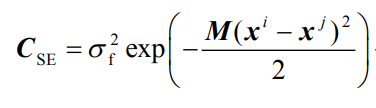 C_SE = σ_f^2 exp(−M(x^i − x^j)^2/2)